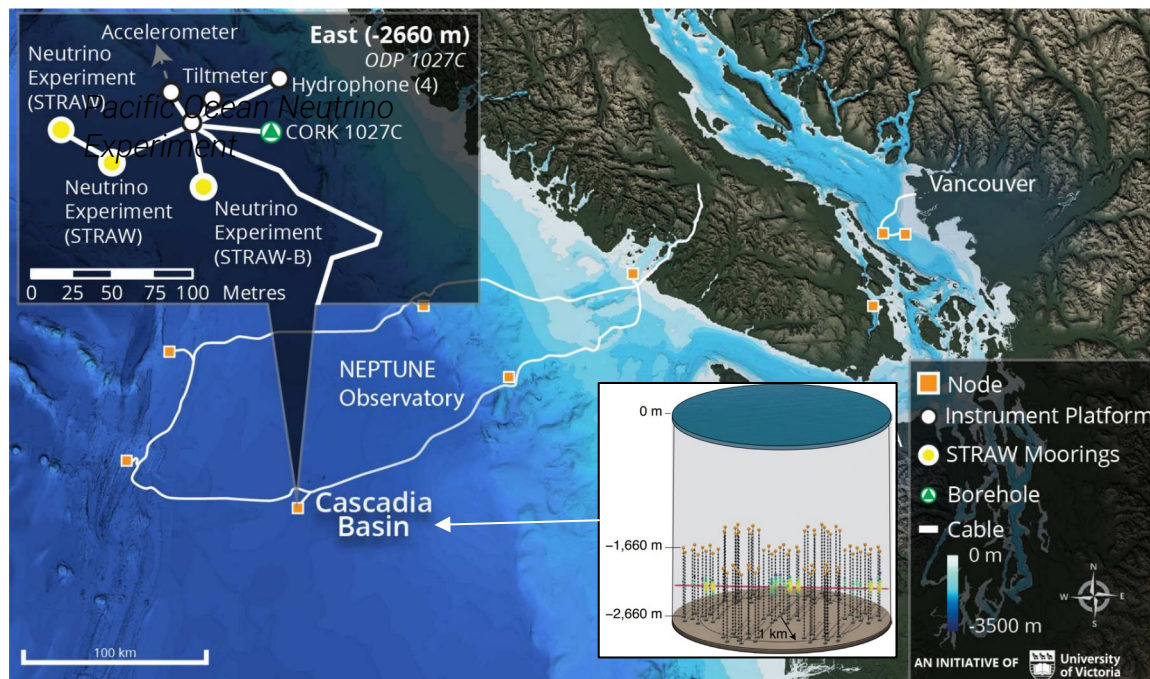 Accelerometer
East (-2660 m)
ODP 1027C
Neutrino
Experiment
(STRAW)
Tiltmeter
Hydrophone (4)
Pacific Ocean Neutrino
Experiment
CORK 1027C
Neutrino
Experiment
(STRAW)
Neutrino
Experiment
(STRAW-B)
0 25 50 75 100 Metres
Vancouver
NEPTUNE
Observatory
Cascadia
Basin
0 m
−1,660 m
−2,660 m
1 km
Node
Instrument Platform
STRAW Moorings
Borehole
Cable
0 m
-3500 m
N
W E
S
100 km
AN INITIATIVE OF
University
of Victoria